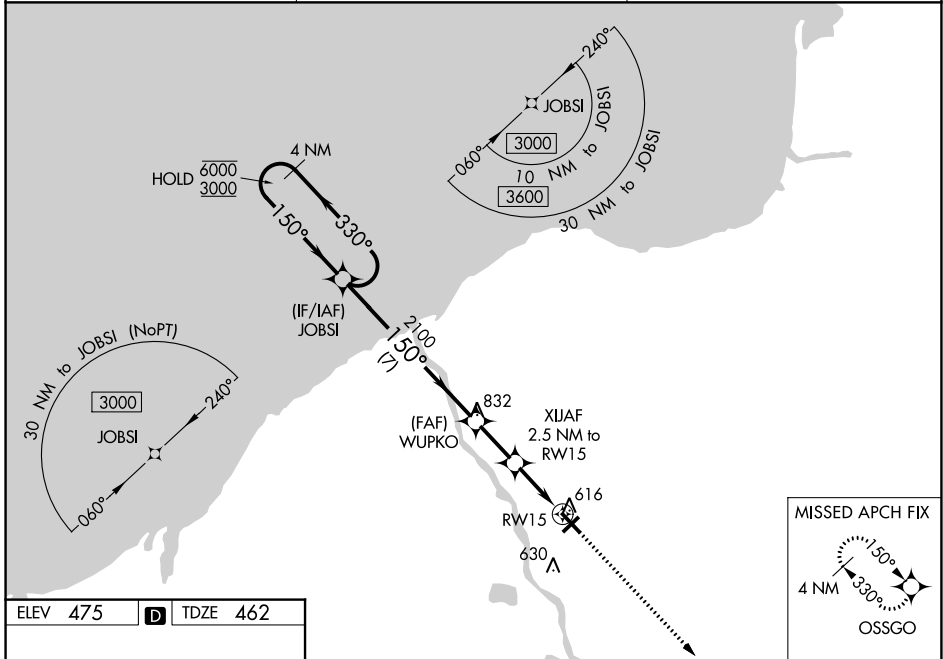 240°
JOBSI
3000
060°
10 NM to JOBSI
3600
30 NM to JOBSI
4 NM
HOLD 6000
3000
150°
330°
(IF/IAF)
JOBSI
2100
150°
(7)
30 NM to JOBSI (NoPT)
3000
240°
JOBSI
060°
832
(FAF)
WUPKO
XIJAF
2.5 NM to
RW15
616
RW15
630
MISSED APCH FIX
150°
4 NM
330°
OSSGO
ELEV 475 D TDZE 462